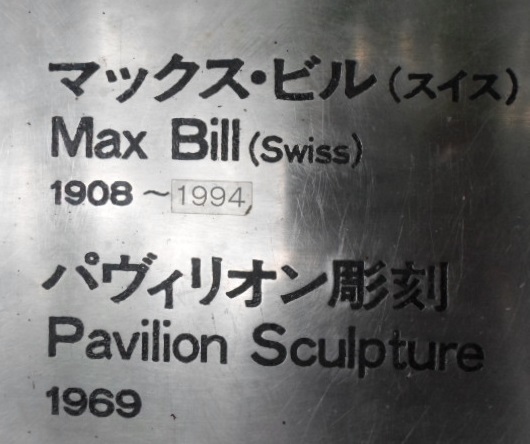 マックス・ビル(スイス)
Max Bill(Swiss)
1908〜1994
パヴィリオン彫刻
Pavilion Sculpture
1969